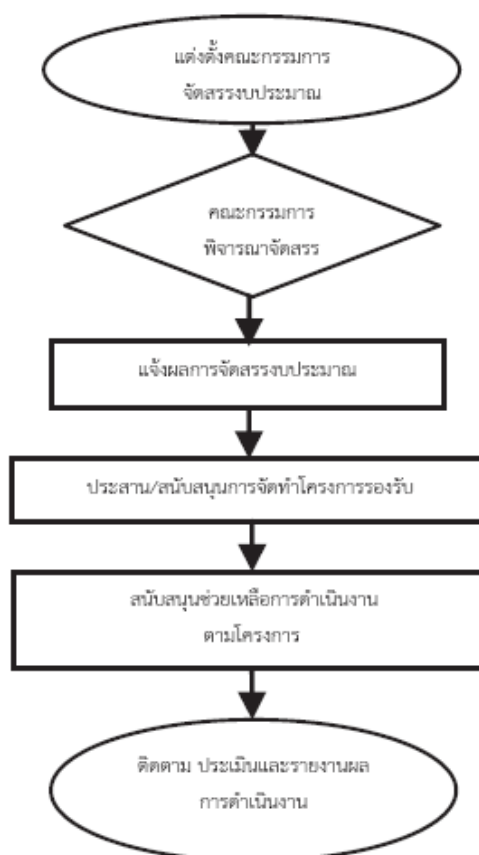 แต่งตั้งคณะกรรมการ
จัดสรรงบประมาณ
คณะกรรมการ
พิจารณาจัดสรร
แจ้งผลการจัดสรรงบประมาณ
ประสาน/สนับสนุนการจัดทำโครงการรองรับ
สนับสนุนช่วยเหลือการดำเนินงาน
ตามโครงการ
ติดตาม ประเมินและรายงานผล
การดำเนินงาน